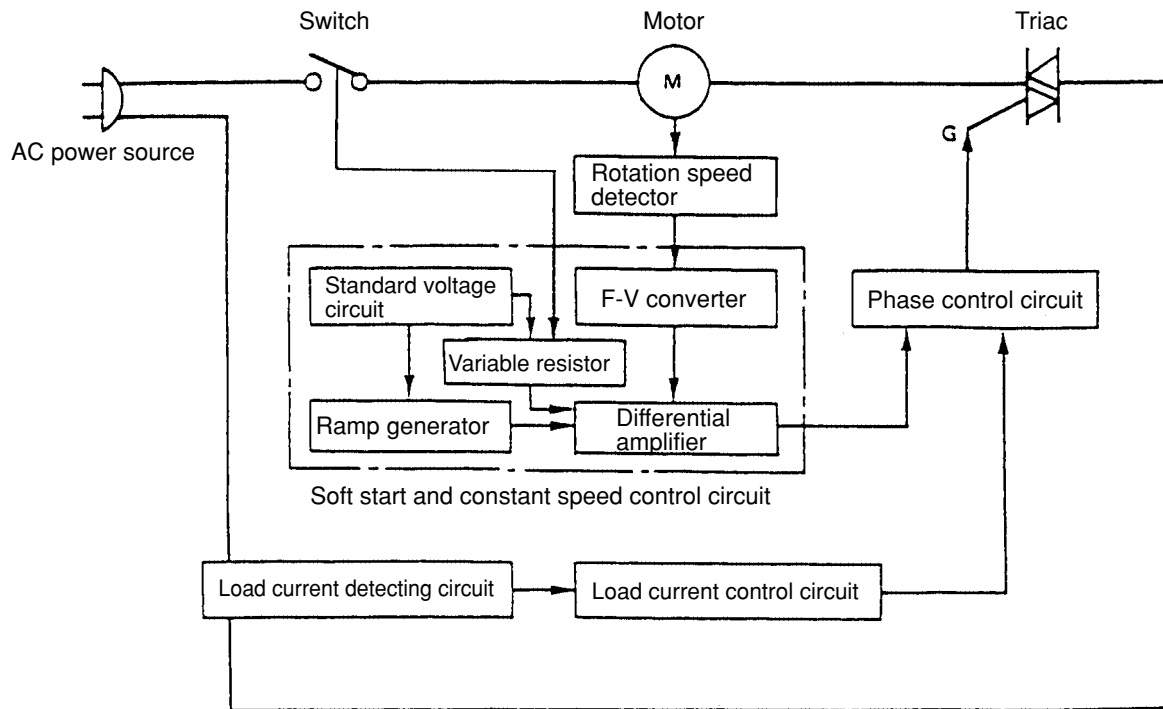 Switch
Motor
Triac
M
G
AC power source
Rotation speed
detector
Standard voltage
circuit
F-V converter
Phase control circuit
Variable resistor
Ramp generator
Differential
amplifier
Soft start and constant speed control circuit
Load current detecting circuit
Load current control circuit